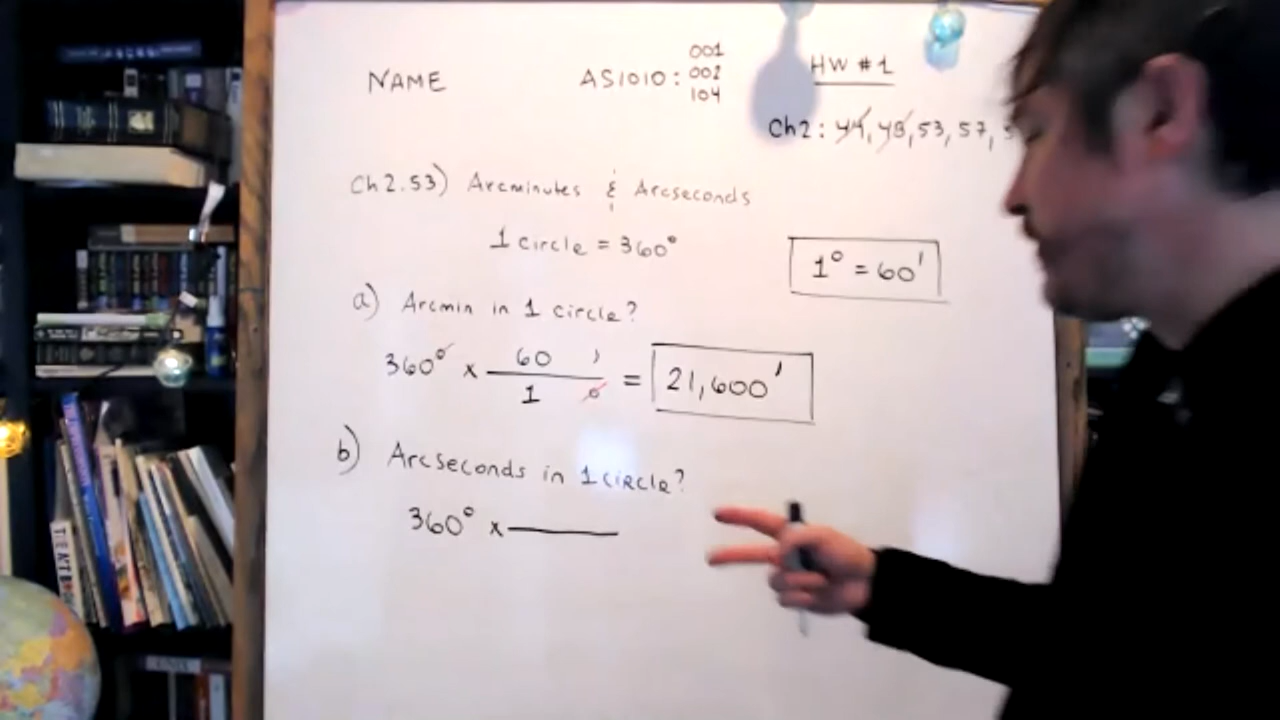 NAME
AS1010: 001
002
104
HW #1
Ch2: 44, 48, 53, 57,
Ch2.53) Arcminutes & Arcseconds
1 circle = 360°
1° = 60'
a) Arcmin in 1 circle?
360° x 60 ' / 1 ° = 21,600'
b) Arcseconds in 1 circle?
360° x